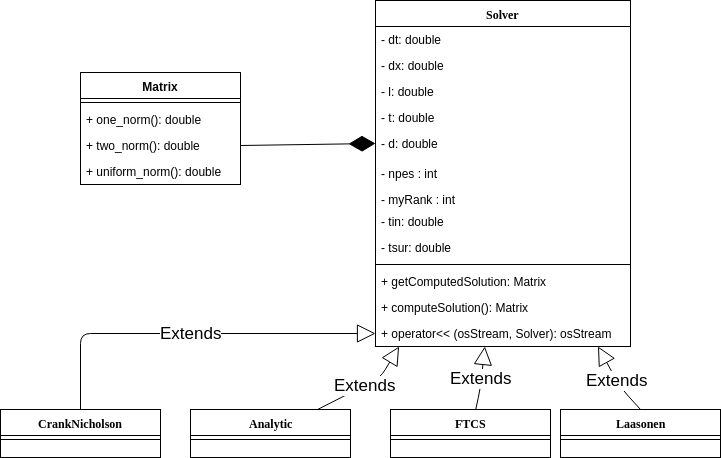 Solver
- dt: double
- dx: double
- l: double
- t: double
- d: double
- npes : int
- myRank : int
- tin: double
- tsur: double
+ getComputedSolution: Matrix
+ computeSolution(): Matrix
+ operator<< (osStream, Solver): osStream
Matrix
+ one_norm(): double
+ two_norm(): double
+ uniform_norm(): double
Extends
Extends
Extends
Extends
CrankNicholson
Analytic
FTCS
Laasonen